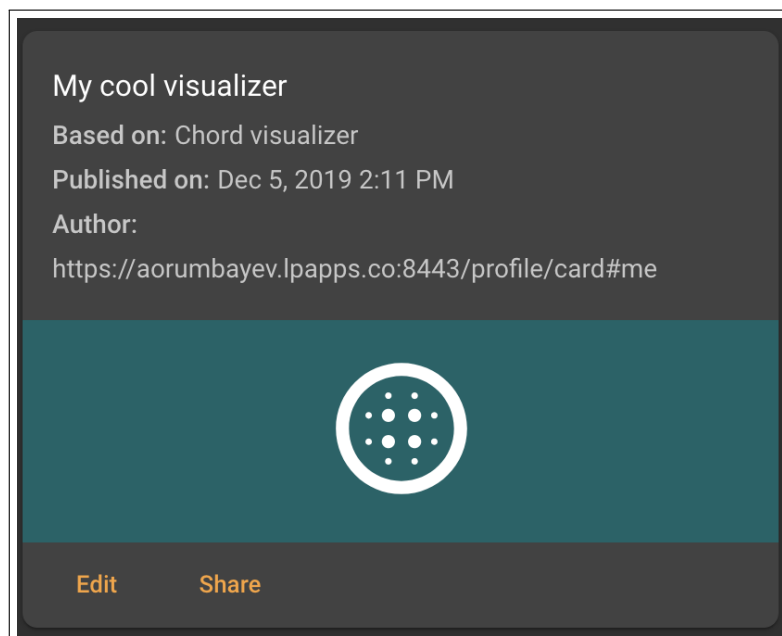 My cool visualizer
Based on: Chord visualizer
Published on: Dec 5, 2019 2:11 PM
Author:
https://aorumbayev.lpapps.co:8443/profile/card#me
Edit Share